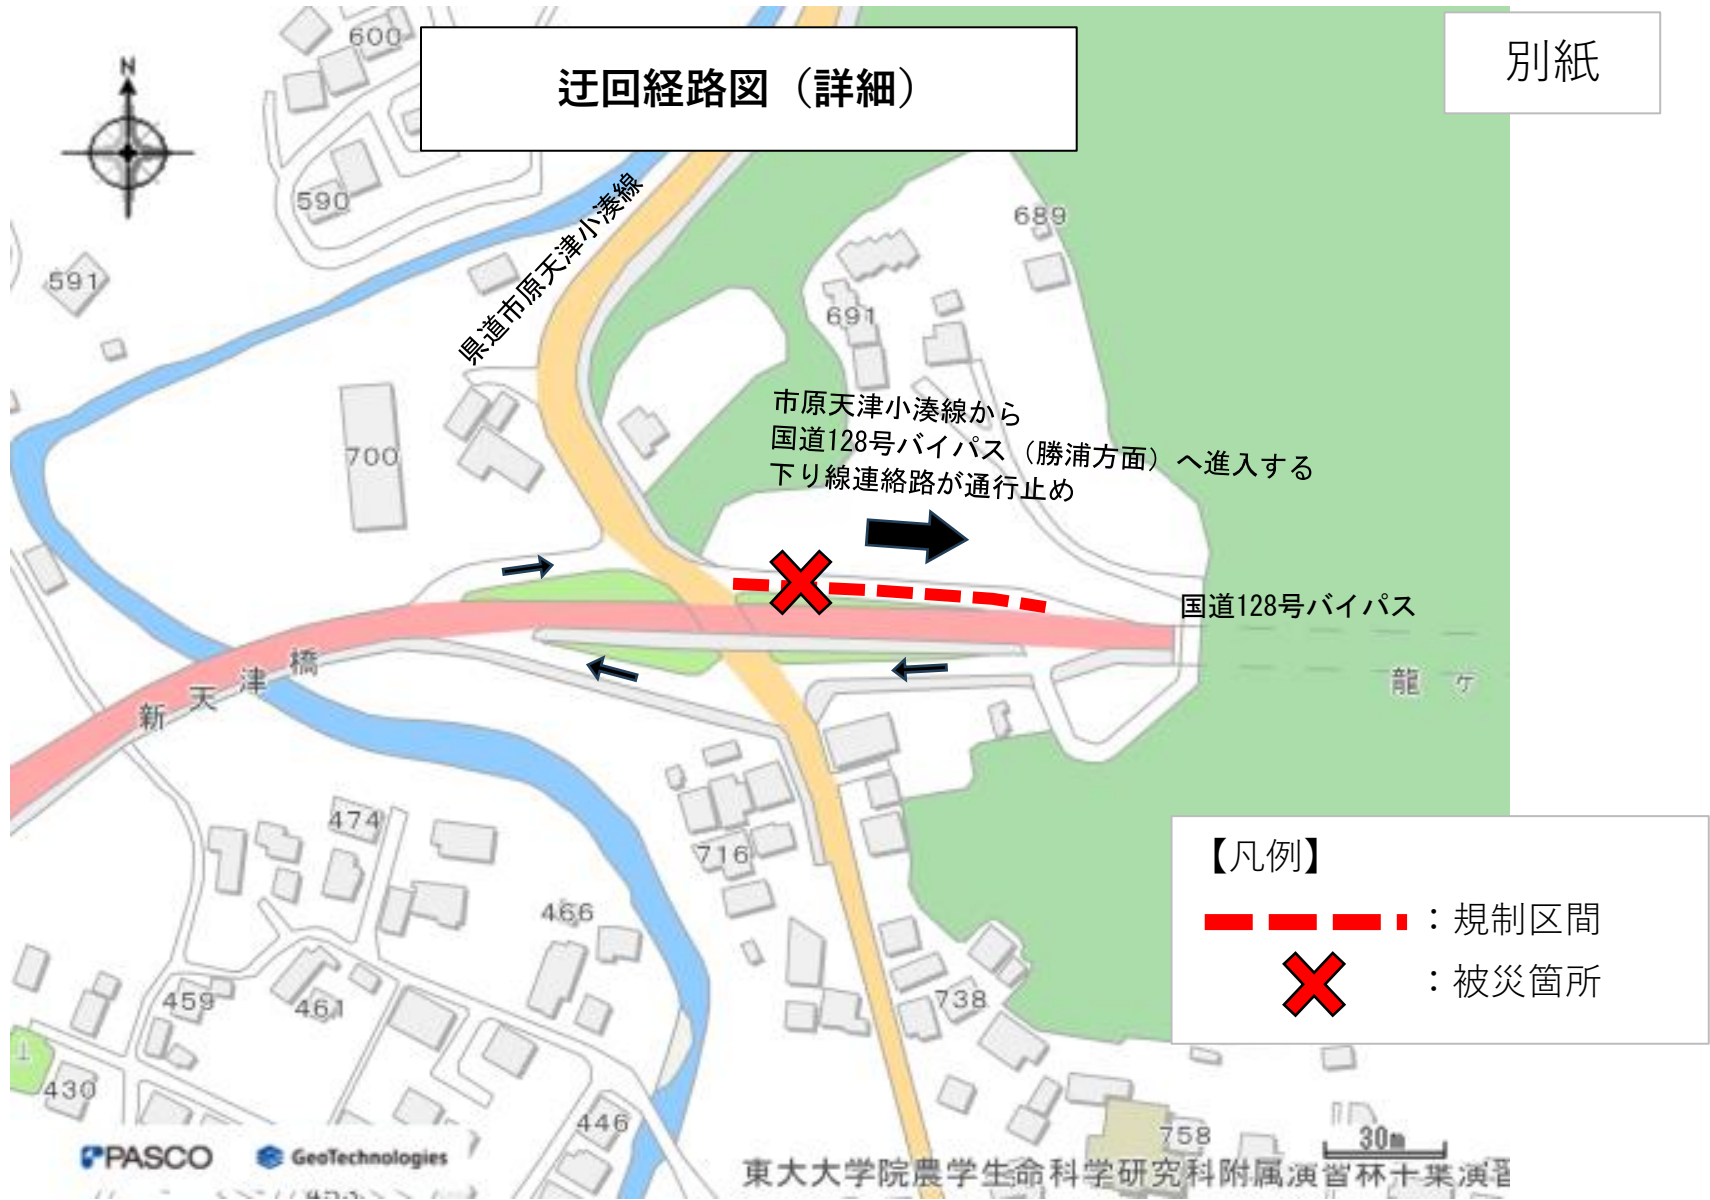 別紙
迂回経路図（詳細）
N
600
590
591
県道市原天津小湊線
689
691
700
市原天津小湊線から
国道128号バイパス（勝浦方面）へ進入する
下り線連絡路が通行止め
国道128号バイパス
龍ヶ
新天津橋
474
716
466
459
461
738
430
446
758
【凡例】
：規制区間
：被災箇所
30m
PASCO
GeoTechnologies
東大大学院農学生命科学研究科附属演習林千葉演習